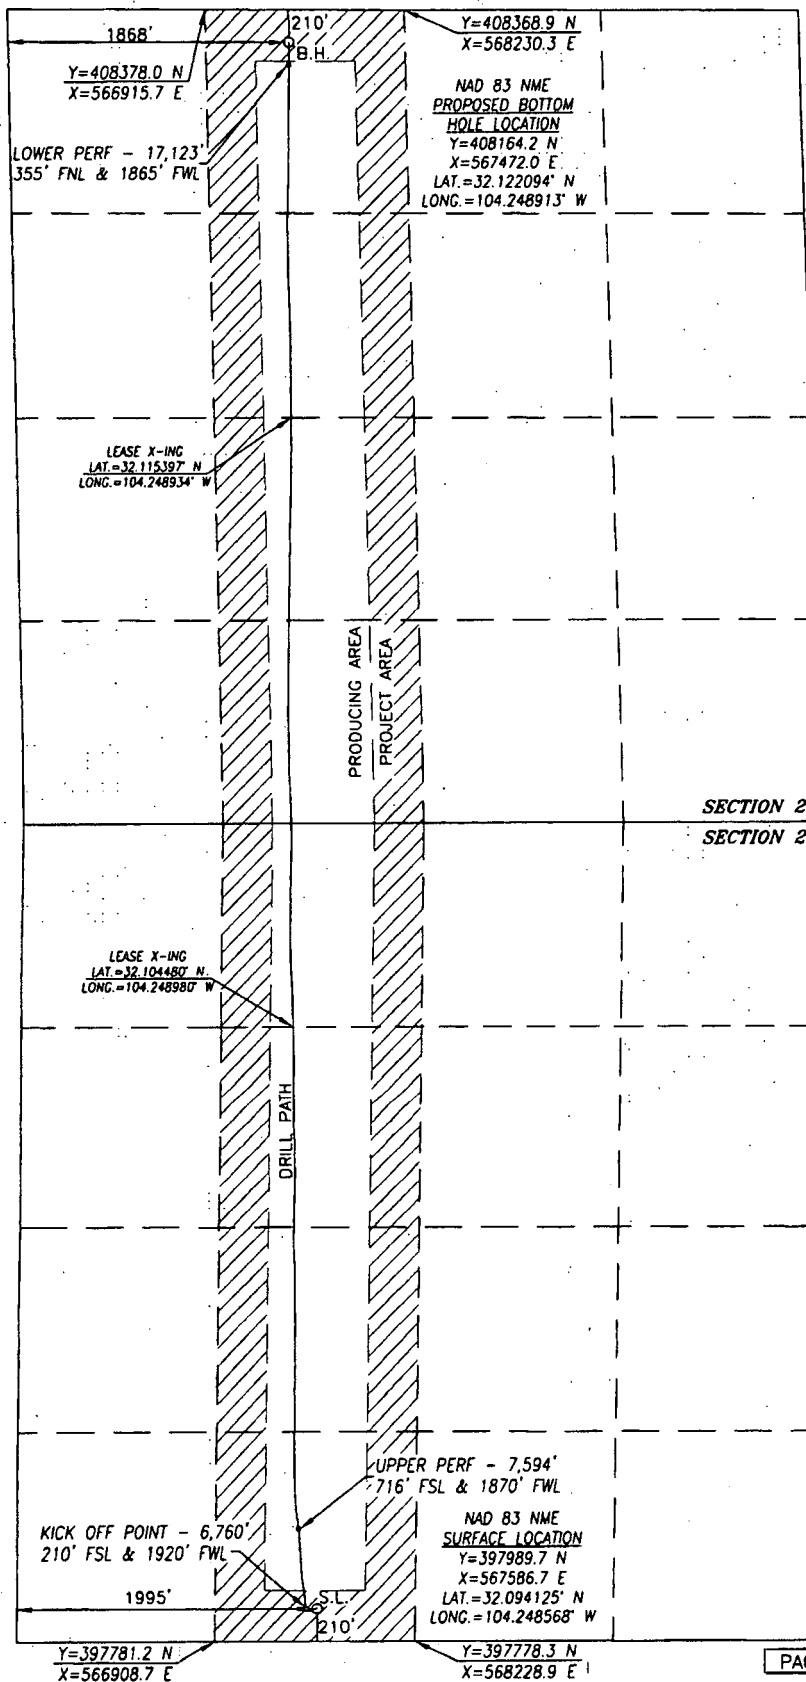 210'
1868'
B.H.
Y=408368.9 N
X=568230.3 E
Y=408378.0 N
X=566915.7 E
NAD 83 NME
PROPOSED BOTTOM
HOLE LOCATION
Y=408164.2 N
X=567472.0 E
LAT.=32.122094° N
LONG.=104.248913° W
LOWER PERF - 17,123'
355' FNL & 1865' FWL
LEASE X-ING
LAT.=32.115397° N
LONG.=104.248934° W
PRODUCING AREA
PROJECT AREA
SECTION 2
SECTION 2
LEASE X-ING
LAT.=32.104480° N
LONG.=104.248980° W
DRILL PATH
UPPER PERF - 7,594'
716' FSL & 1870' FWL
KICK OFF POINT - 6,760'
210' FSL & 1920' FWL
NAD 83 NME
SURFACE LOCATION
Y=397989.7 N
X=567586.7 E
LAT.=32.094125° N
LONG.=104.248568° W
1995'
S.L.
210'
Y=397781.2 N
X=566908.7 E
Y=397778.3 N
X=568228.9 E
PA